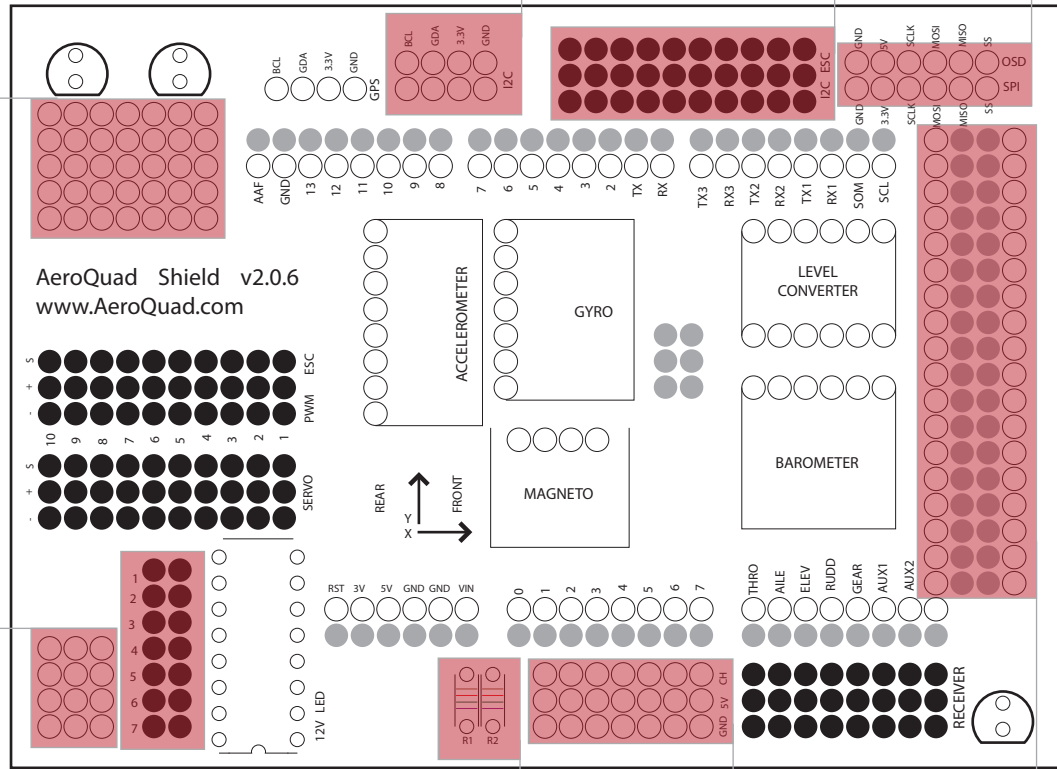 BCL GDA 3.3V GND
GPS
BCL GDA 3.3V GND
I2C
I2C ESC
GND 5V SCLK MOSI MISO SS
OSD
SPI
GND 3.3V SCLK MOSI MISO SS
AAF GND 13 12 11 10 9 8
7 6 5 4 3 2 TX RX
TX3 RX3 TX2 RX2 TX1 RX1 SOM SCL
AeroQuad Shield v2.0.6
www.AeroQuad.com
ACCELEROMETER
GYRO
LEVEL
CONVERTER
S
+
-
PWM ESC
10 9 8 7 6 5 4 3 2 1
S
+
-
SERVO
MAGNETO
BAROMETER
REAR
FRONT
Y
X
1
2
3
4
5
6
7
12V LED
RST 3V 5V GND GND VIN
0 1 2 3 4 5 6 7
THRO AILE ELEV RUDD GEAR AUX1 AUX2
R1 R2
CH
5V
GND
RECEIVER